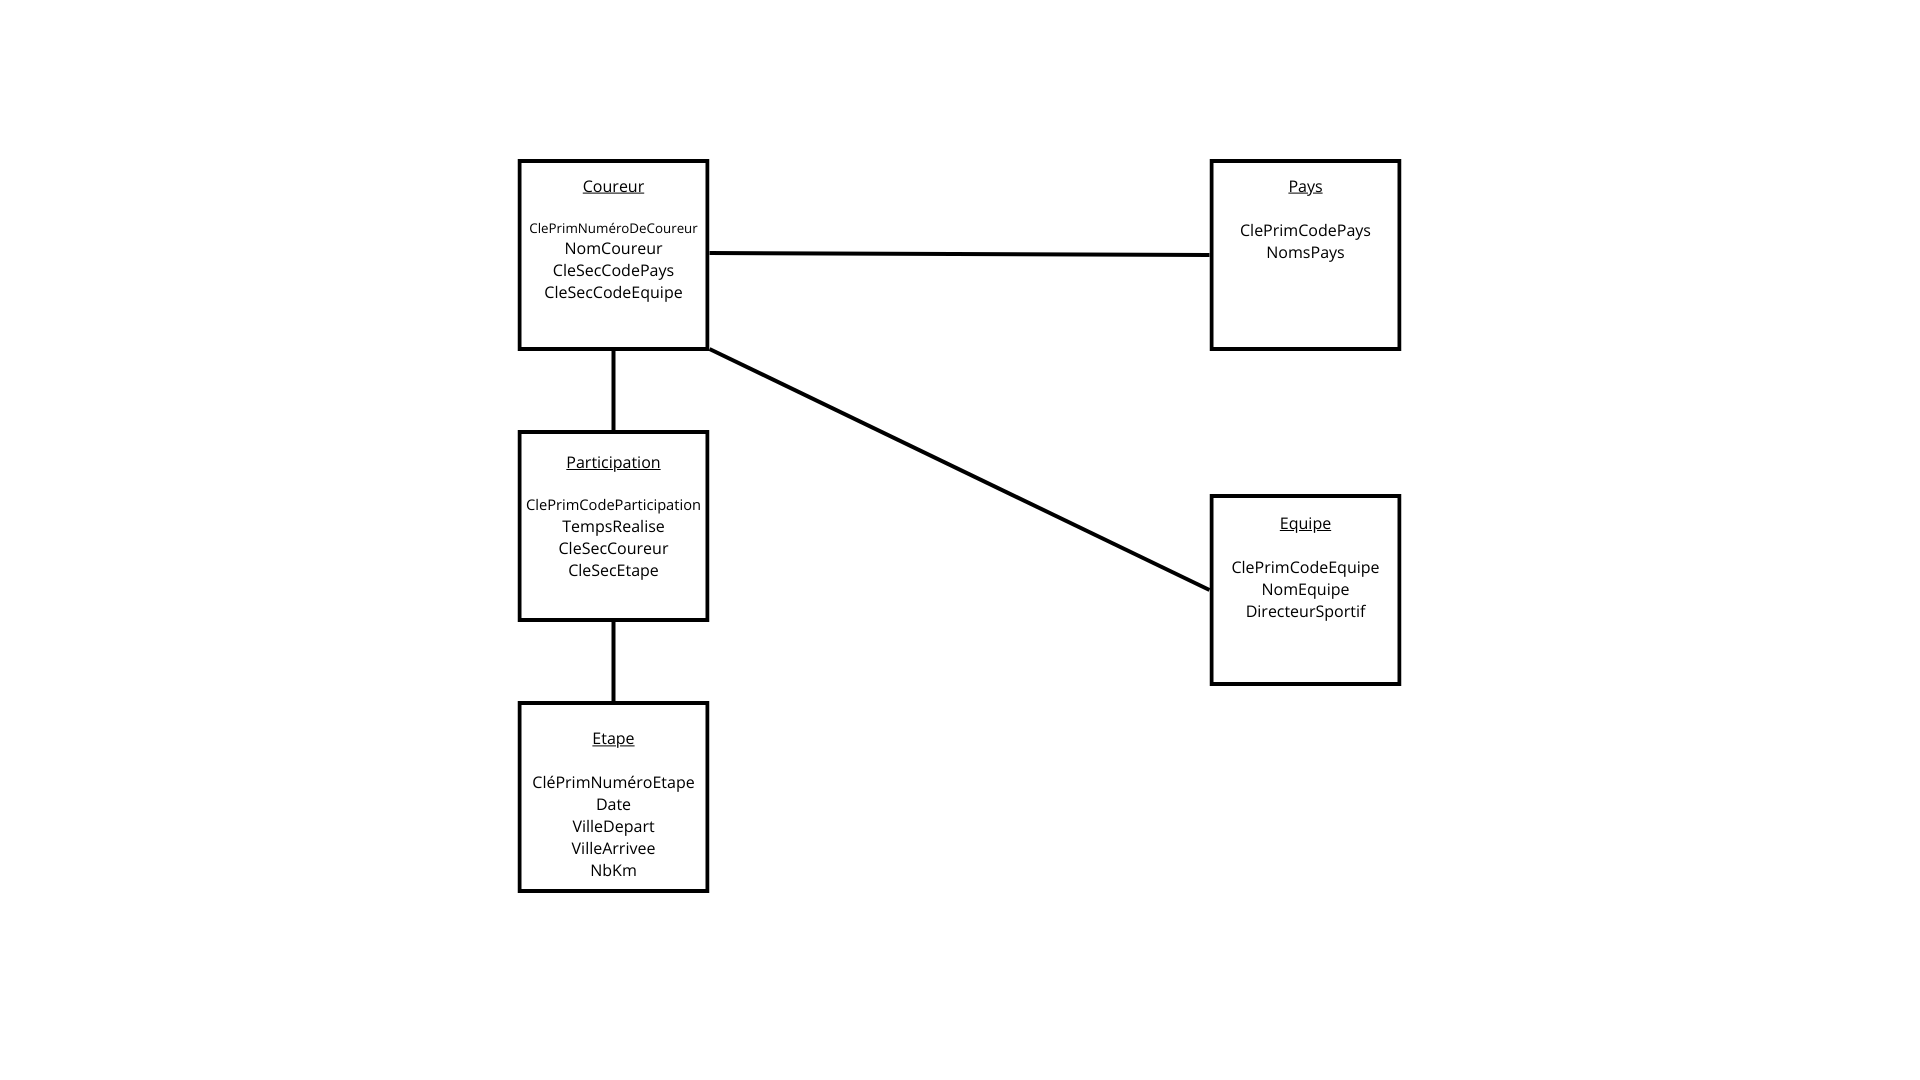 Coureur
ClePrimNuméroDeCoureur
NomCoureur
CleSecCodePays
CleSecCodeEquipe
Pays
ClePrimCodePays
NomsPays
Participation
ClePrimCodeParticipation
TempsRealise
CleSecCoureur
CleSecEtape
Equipe
ClePrimCodeEquipe
NomEquipe
DirecteurSportif
Etape
CléPrimNuméroEtape
Date
VilleDepart
VilleArrivee
NbKm